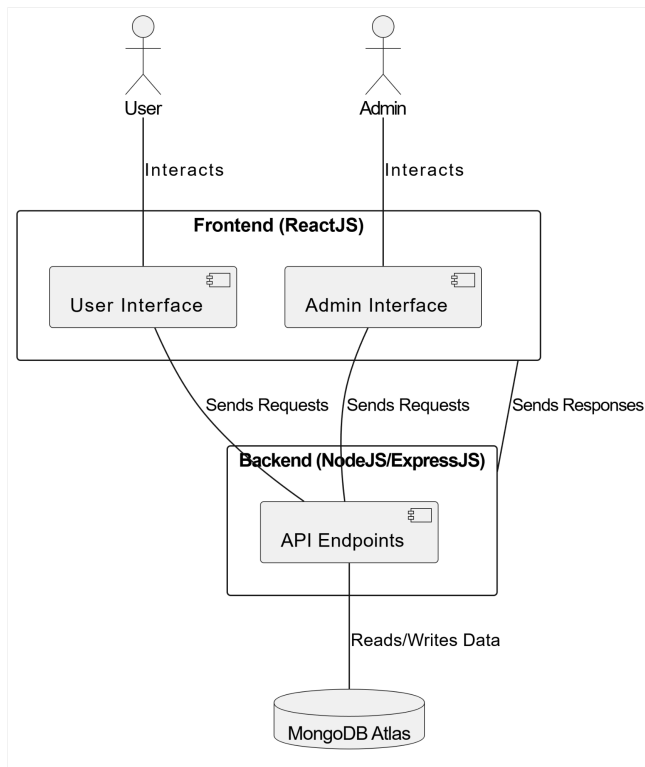 User
Admin
Interacts
Interacts
Frontend (ReactJS)
User Interface
Admin Interface
Sends Requests
Sends Requests
Sends Responses
Backend (NodeJS/ExpressJS)
API Endpoints
Reads/Writes Data
MongoDB Atlas